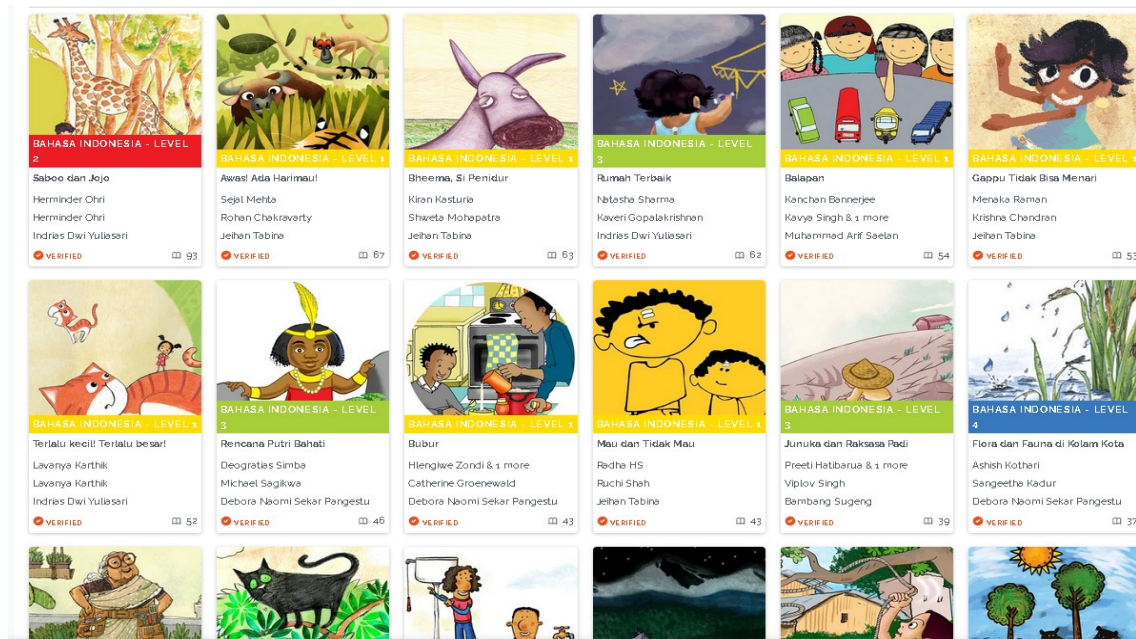 BAHASA INDONESIA - LEVEL
2
Saboo dan Jojo
Herminder Ohri
Herminder Ohri
Indrias Dwi Yuliasari
VERIFIED 93
BAHASA INDONESIA - LEVEL 1
Awas! Ada Harimau!
Sejal Mehta
Rohan Chakravarty
Jeihan Tabina
VERIFIED 67
BAHASA INDONESIA - LEVEL 1
Bheema, Si Penidur
Kiran Kasturia
Shweta Mohapatra
Jeihan Tabina
VERIFIED 63
BAHASA INDONESIA - LEVEL
3
Rumah Terbaik
Natasha Sharma
Kaveri Gopalakrishnan
Indrias Dwi Yuliasari
VERIFIED 62
BAHASA INDONESIA - LEVEL 1
Balapan
Kanchan Bannerjee
Kavya Singh & 1 more
Muhammad Arif Saelan
VERIFIED 54
BAHASA INDONESIA - LEVEL 1
Gappu Tidak Bisa Menari
Menaka Raman
Krishna Chandran
Jeihan Tabina
VERIFIED 53
BAHASA INDONESIA - LEVEL 1
Terlalu kecil! Terlalu besar!
Lavanya Karthik
Lavanya Karthik
Indrias Dwi Yuliasari
VERIFIED 52
BAHASA INDONESIA - LEVEL
3
Rencana Putri Bahati
Deogratias Simba
Michael Sagikwa
Debora Naomi Sekar Pangestu
VERIFIED 46
BAHASA INDONESIA - LEVEL 1
Bubur
Hlengiwe Zondi & 1 more
Catherine Groenewald
Debora Naomi Sekar Pangestu
VERIFIED 43
BAHASA INDONESIA - LEVEL 1
Mau dan Tidak Mau
Radha HS
Ruchi Shah
Jeihan Tabina
VERIFIED 43
BAHASA INDONESIA - LEVEL
3
Junuka dan Raksasa Padi
Preeti Hatibarua & 1 more
Viplov Singh
Bambang Sugeng
VERIFIED 39
BAHASA INDONESIA - LEVEL
4
Flora dan Fauna di Kolam Kota
Ashish Kothari
Sangeetha Kadur
Debora Naomi Sekar Pangestu
VERIFIED 37